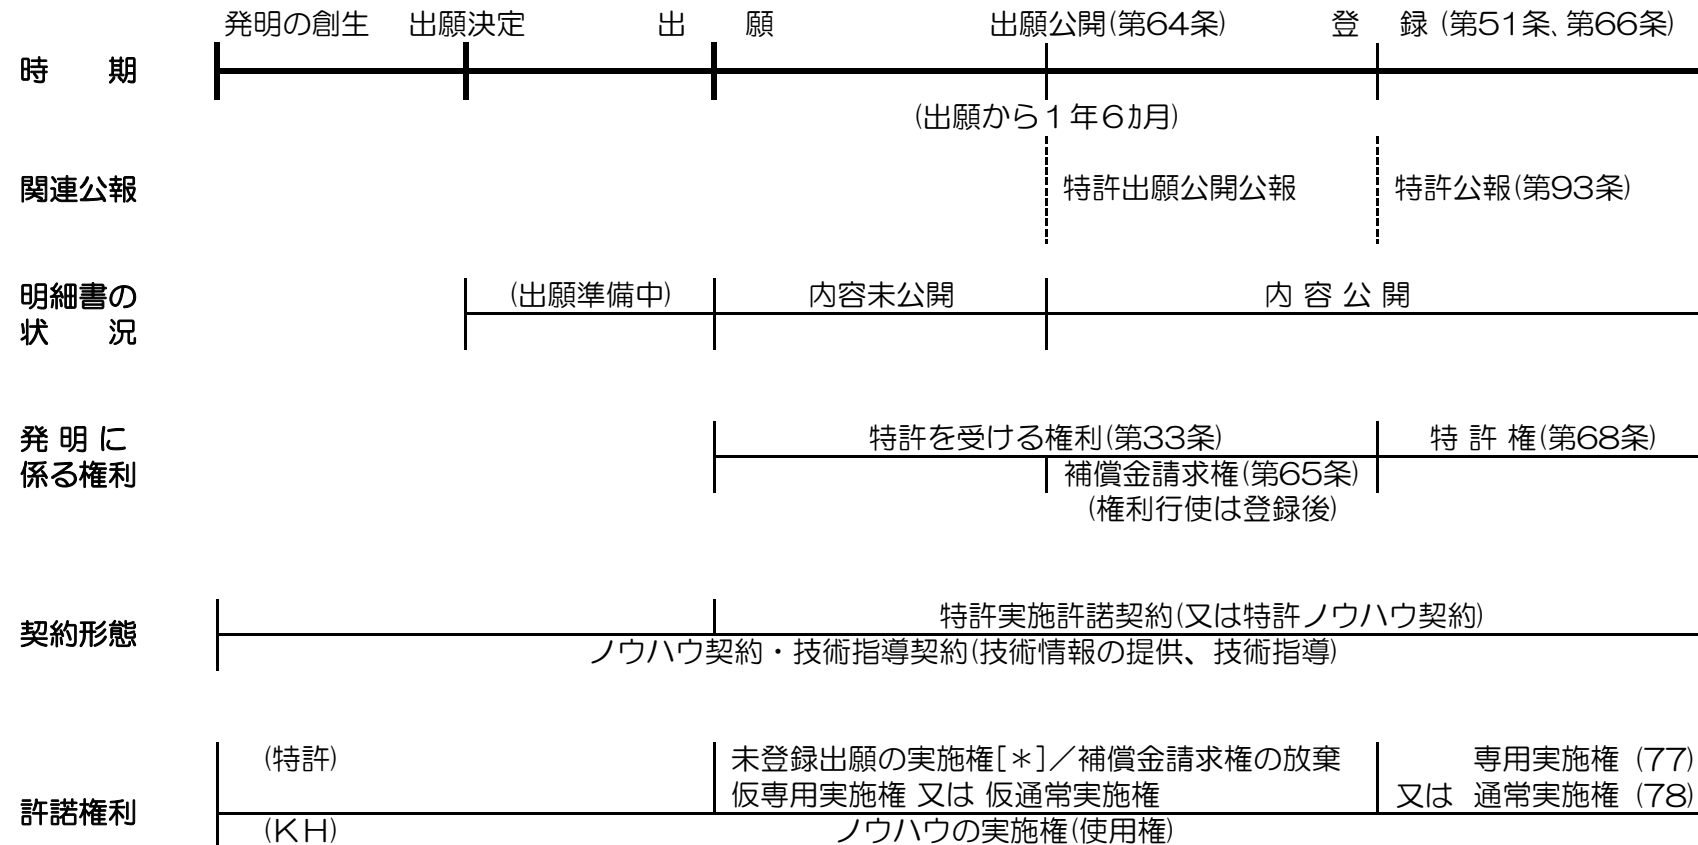 発明の創生 出願決定 出 願 出願公開(第64条) 登 録 (第51条、第66条)
時 期
(出願から1年6ヵ月)
関連公報 特許出願公開公報 特許公報(第93条)
明細書の (出願準備中) 内容未公開 内 容 公 開
状 況
発 明 に 特許を受ける権利(第33条) 特 許 権(第68条)
係る権利 補償金請求権(第65条)
(権利行使は登録後)
特許実施許諾契約(又は特許ノウハウ契約)
契約形態
ノウハウ契約・技術指導契約(技術情報の提供、技術指導)
(特許) 未登録出願の実施権[*]/補償金請求権の放棄 専用実施権 (77)
仮専用実施権 又は 仮通常実施権 又は 通常実施権 (78)
許諾権利
(KH) ノウハウの実施権(使用権)